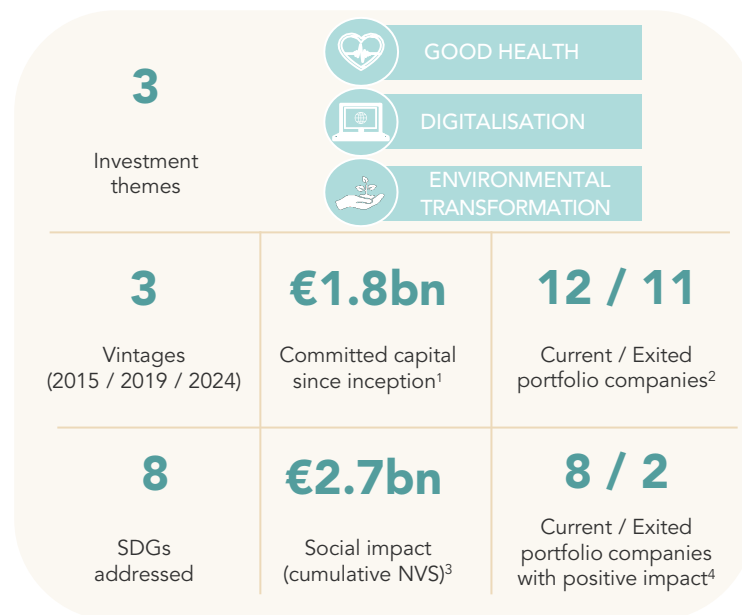 3
Investment
themes
GOOD HEALTH
DIGITALISATION
ENVIRONMENTAL
TRANSFORMATION
3
Vintages
(2015 / 2019 / 2024)
€1.8bn
Committed capital
since inception¹
12 / 11
Current / Exited
portfolio companies²
8
SDGs
addressed
€2.7bn
Social impact
(cumulative NVS)³
8 / 2
Current / Exited
portfolio companies
with positive impact⁴